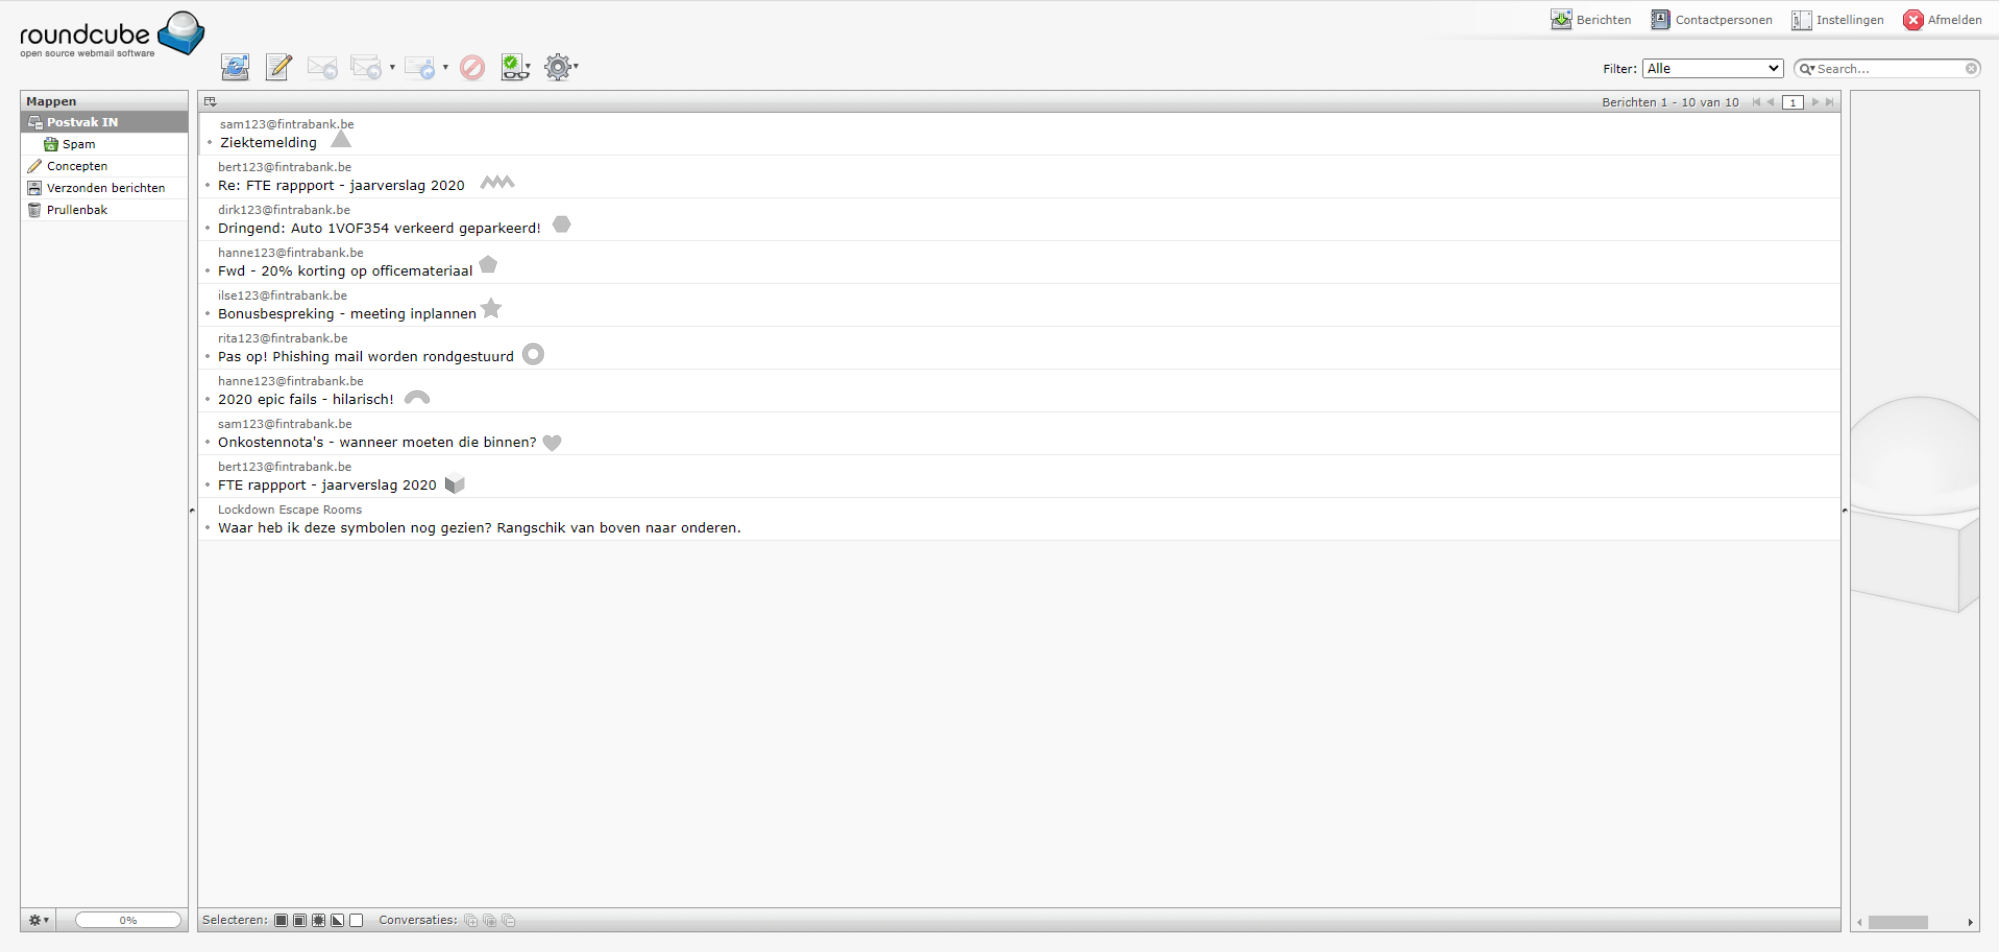 roundcube
open source webmail software
Berichten
Contactpersonen
Instellingen
Afmelden
Filter: Alle
Search...
Mappen
Postvak IN
Spam
Concepten
Verzonden berichten
Prullenbak
Berichten 1 - 10 van 10
1
sam123@fintrabank.be
Ziektemelding
bert123@fintrabank.be
Re: FTE rappport - jaarverslag 2020
dirk123@fintrabank.be
Dringend: Auto 1VOF354 verkeerd geparkeerd!
hanne123@fintrabank.be
Fwd - 20% korting op officemateriaal
ilse123@fintrabank.be
Bonusbespreking - meeting inplannen
rita123@fintrabank.be
Pas op! Phishing mail worden rondgestuurd
hanne123@fintrabank.be
2020 epic fails - hilarisch!
sam123@fintrabank.be
Onkostennota's - wanneer moeten die binnen?
bert123@fintrabank.be
FTE rappport - jaarverslag 2020
Lockdown Escape Rooms
Waar heb ik deze symbolen nog gezien? Rangschik van boven naar onderen.
0%
Selecteren:
Conversaties: